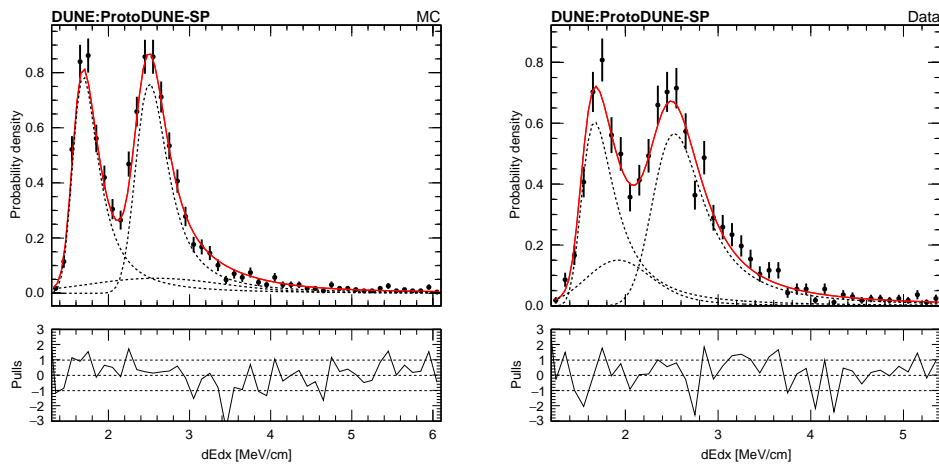 DUNE:ProtoDUNE-SP MC
Probability density
0.8
0.6
0.4
0.2
0.0
Pulls
3
2
1
0
−1
−2
−3
2 3 4 5 6
dEdx [MeV/cm]
DUNE:ProtoDUNE-SP Data
Probability density
0.8
0.6
0.4
0.2
0.0
Pulls
3
2
1
0
−1
−2
−3
2 3 4 5
dEdx [MeV/cm]